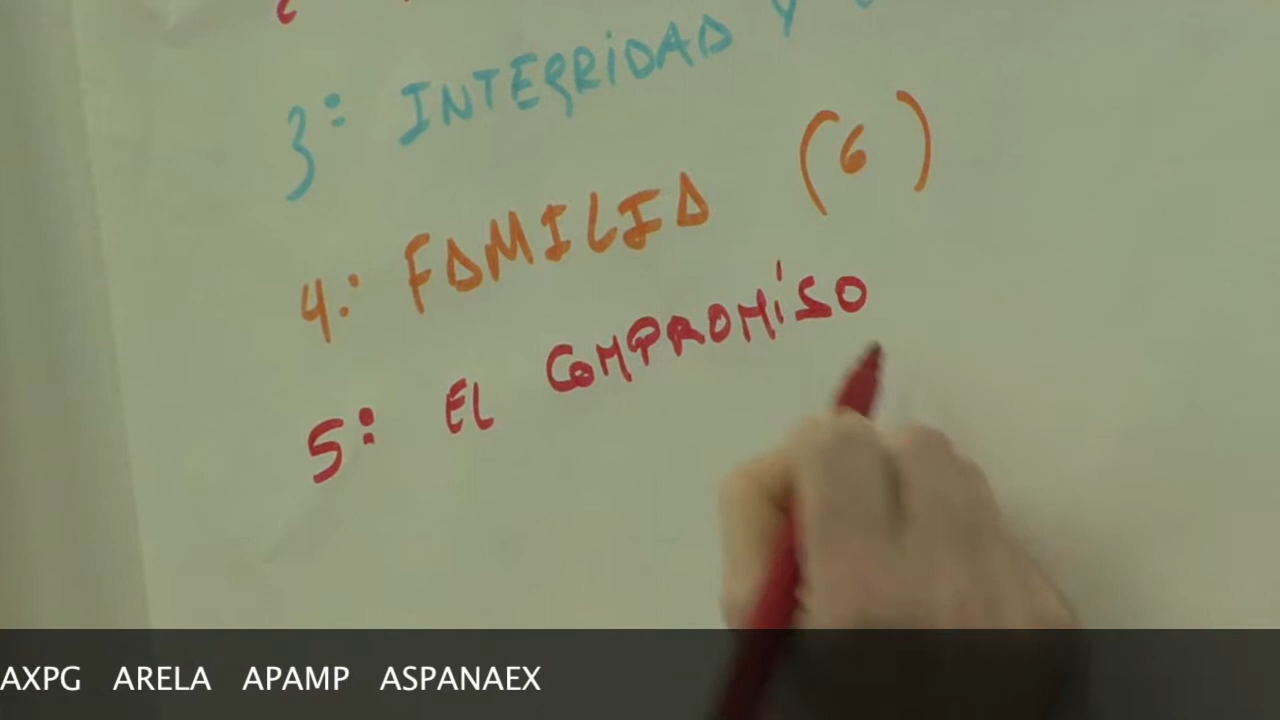 3: INTEGRIDAD Y
4: FAMILIA (6)
5: EL COMPROMISO
AXPG ARELA APAMP ASPANAEX